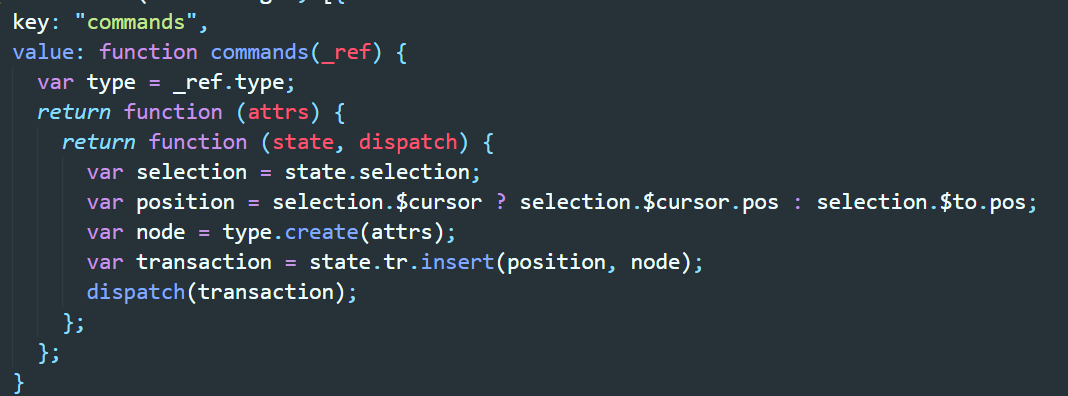 key: "commands",
value: function commands(_ref) {
  var type = _ref.type;
  return function (attrs) {
    return function (state, dispatch) {
      var selection = state.selection;
      var position = selection.$cursor ? selection.$cursor.pos : selection.$to.pos;
      var node = type.create(attrs);
      var transaction = state.tr.insert(position, node);
      dispatch(transaction);
    };
  };
}